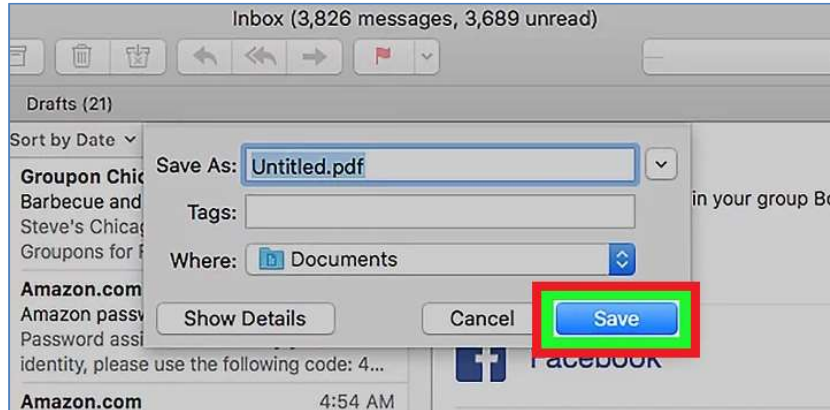 Inbox (3,826 messages, 3,689 unread)
Drafts (21)
Sort by Date
Groupon Chic
Barbecue and
Steve's Chicag
Groupons for
Amazon.com
Amazon passw
Password assi
identity, please use the following code: 4...
Amazon.com 4:54 AM
Save As: Untitled.pdf
Tags:
Where: Documents
Show Details Cancel Save
in your group Bo
Facebook